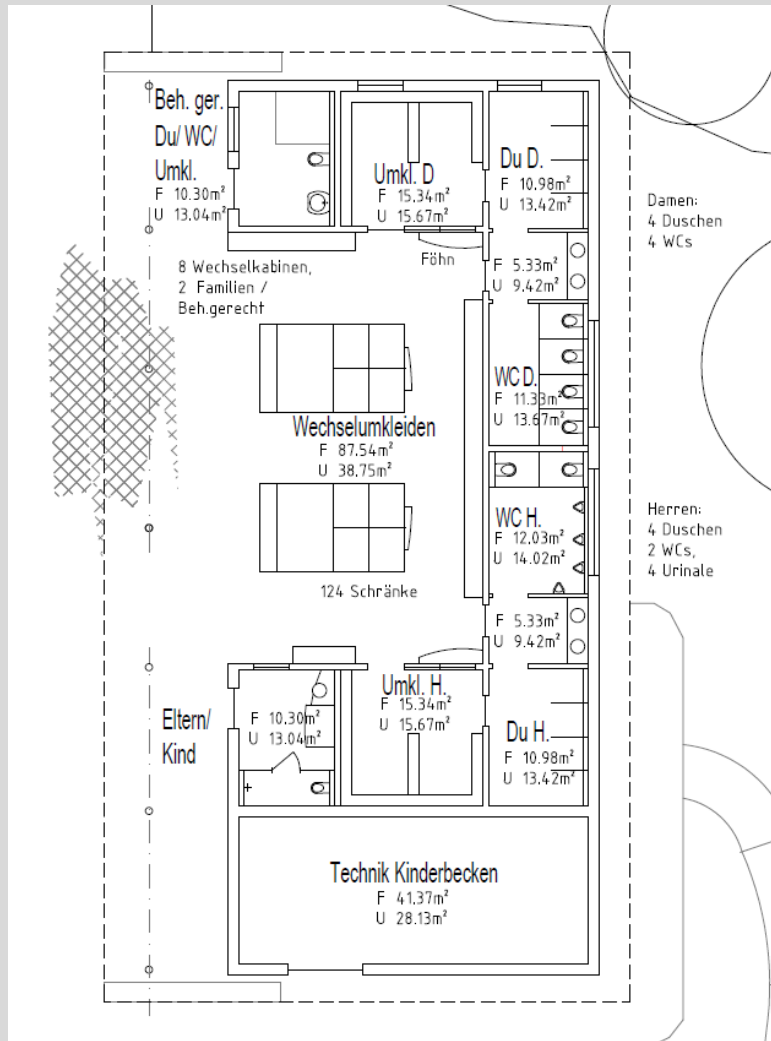 Beh. ger.
Du/ WC/
Umkl.
F 10.30m²
U 13.04m²
Umkl. D
F 15.34m²
U 15.67m²
Du D.
F 10.98m²
U 13.42m²
Damen:
4 Duschen
4 WCs
8 Wechselkabinen,
2 Familien /
Beh.gerecht
Föhn
F 5.33m²
U 9.42m²
WC D.
F 11.33m²
U 13.67m²
Wechselumkleiden
F 87.54m²
U 38.75m²
WC H.
F 12.03m²
U 14.02m²
Herren:
4 Duschen
2 WCs,
4 Urinale
124 Schränke
F 5.33m²
U 9.42m²
Eltern/
Kind
F 10.30m²
U 13.04m²
Umkl. H.
F 15.34m²
U 15.67m²
Du H.
F 10.98m²
U 13.42m²
Technik Kinderbecken
F 41.37m²
U 28.13m²